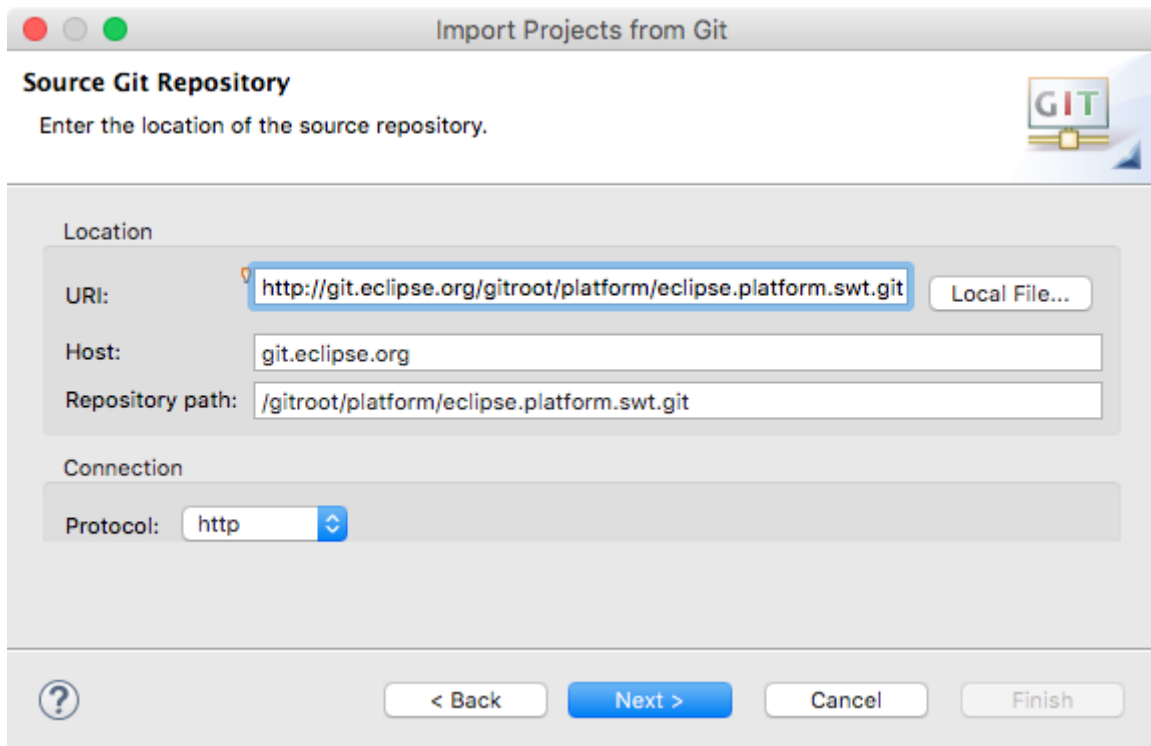 Import Projects from Git
Source Git Repository
Enter the location of the source repository.
GIT
Location
URI: http://git.eclipse.org/gitroot/platform/eclipse.platform.swt.git Local File...
Host: git.eclipse.org
Repository path: /gitroot/platform/eclipse.platform.swt.git
Connection
Protocol: http
? < Back Next > Cancel Finish